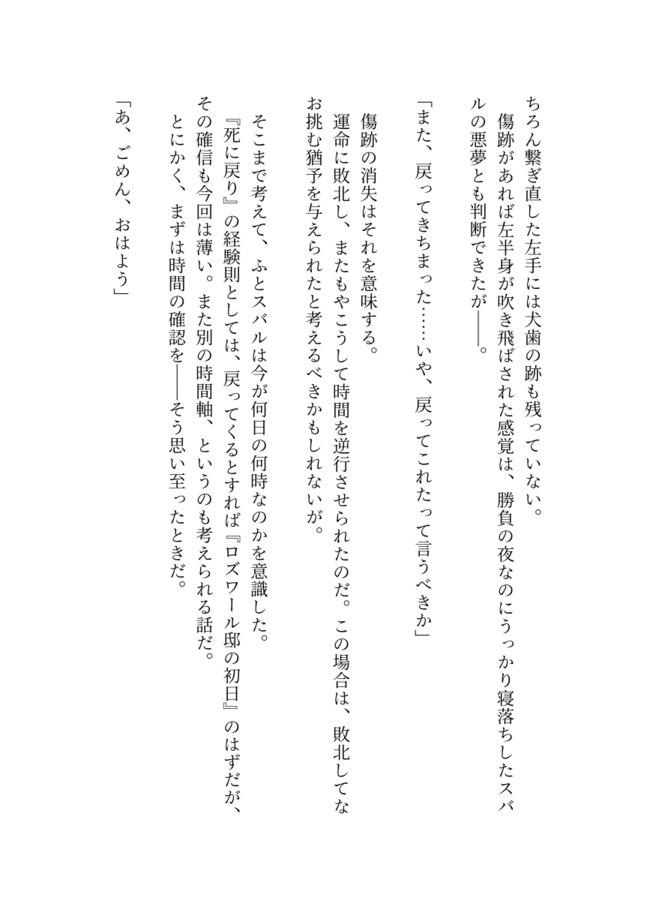 ちろん繋ぎ直した左手には犬歯の跡も残っていない。
傷跡があれば左半身が吹き飛ばされた感覚は、勝負の夜なのにうっかり寝落ちしたスバ
ルの悪夢とも判断できたが――。
「また、戻ってきちまった……いや、戻ってこれたって言うべきか」
傷跡の消失はそれを意味する。
運命に敗北し、またもやこうして時間を逆行させられたのだ。この場合は、敗北してな
お挑む猶予を与えられたと考えるべきかもしれないが。
そこまで考えて、ふとスバルは今が何日の何時なのかを意識した。
『死に戻り』の経験則としては、戻ってくるとすれば『ロズワール邸の初日』のはずだが、
その確信も今回は薄い。また別の時間軸、というのも考えられる話だ。
とにかく、まずは時間の確認を――そう思い至ったときだ。
「あ、ごめん、おはよう」